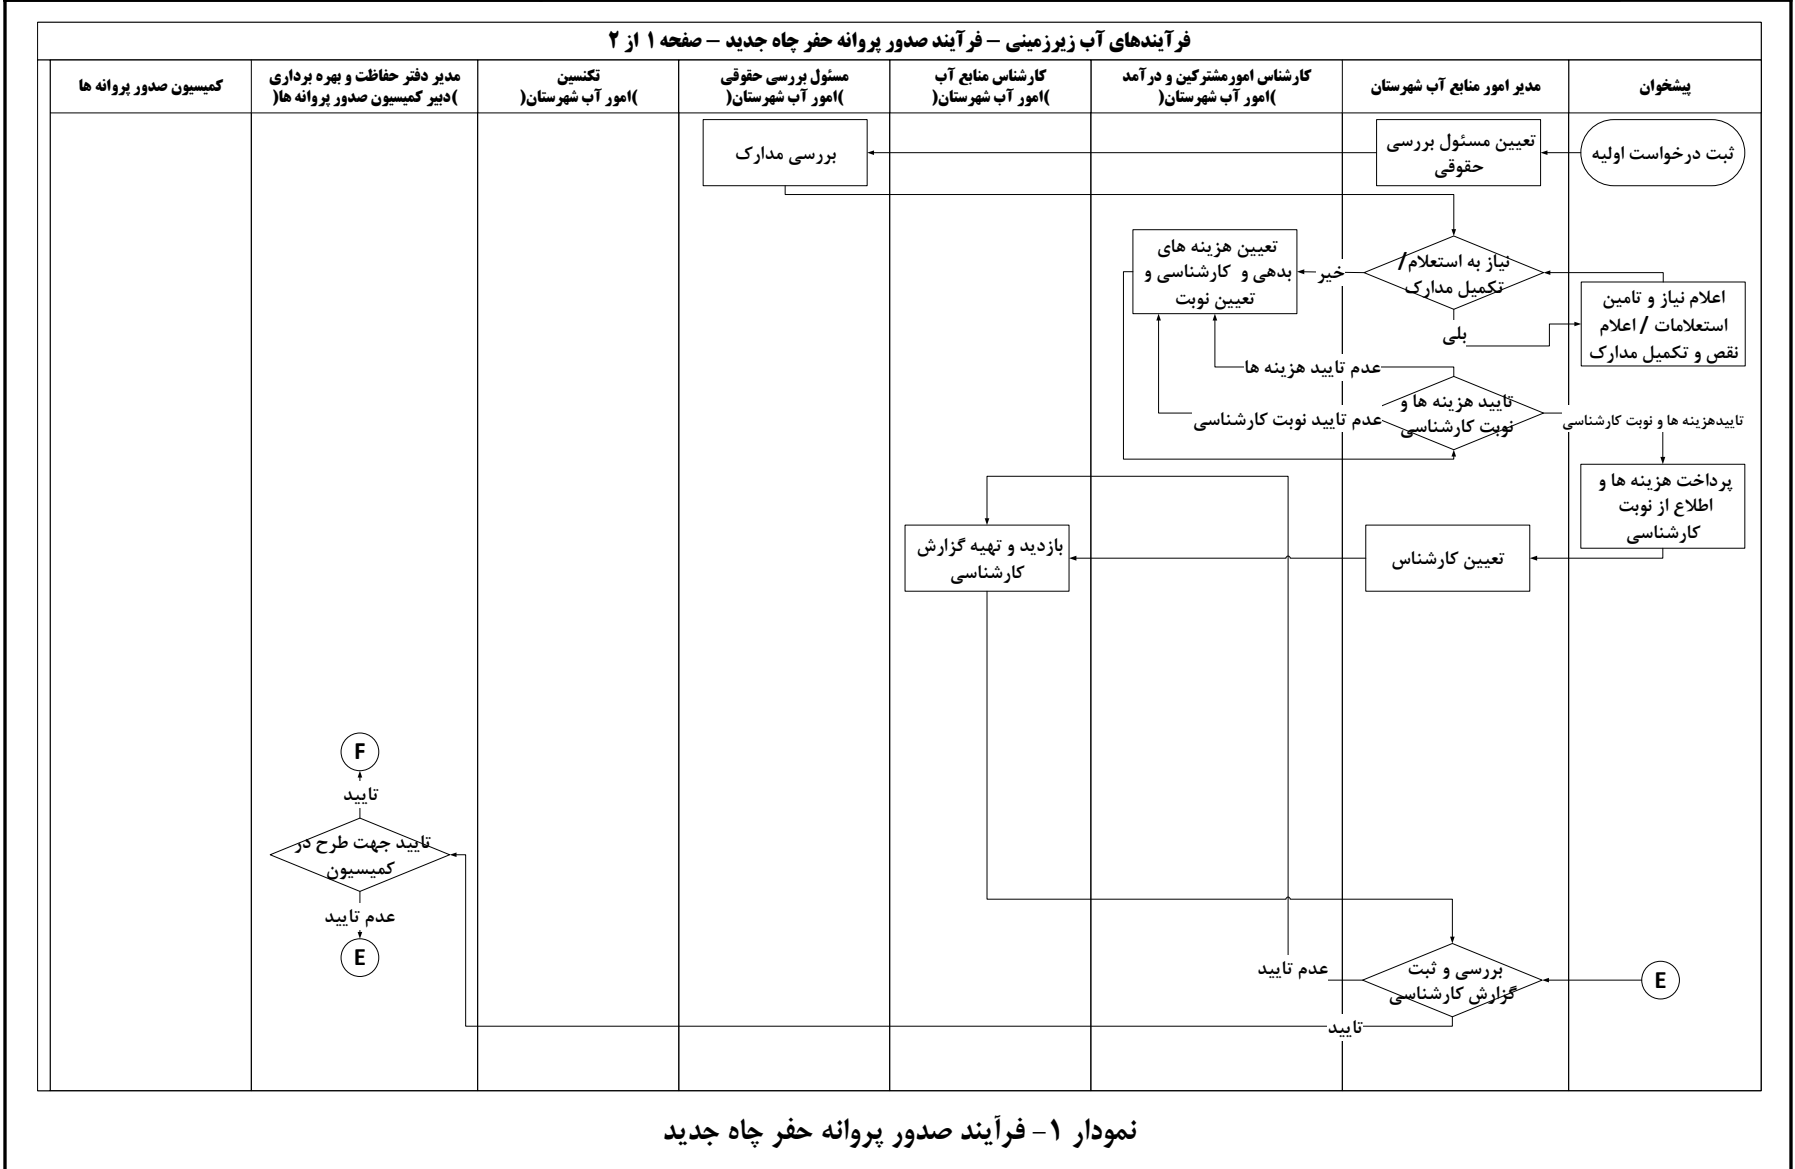 فرآیندهای آب زیرزمینی – فرآیند صدور پروانه حفر چاه جدید – صفحه ۱ از ۲
پیشخوان
مدیر امور منابع آب شهرستان
کارشناس امورمشترکین و درآمد
)امور آب شهرستان(
کارشناس منابع آب
)امور آب شهرستان(
مسئول بررسی حقوقی
)امور آب شهرستان(
تکنسین
)امور آب شهرستان(
مدیر دفتر حفاظت و بهره برداری
)دبیر کمیسیون صدور پروانه ها(
کمیسیون صدور پروانه ها
ثبت درخواست اولیه
تعیین مسئول بررسی
حقوقی
بررسی مدارک
نیاز به استعلام/
تکمیل مدارک
خیر
بلی
تعیین هزینه های
بدهی و کارشناسی و
تعیین نوبت
اعلام نیاز و تامین
استعلامات / اعلام
نقص و تکمیل مدارک
عدم تایید هزینه ها
تایید هزینه ها و
نوبت کارشناسی
عدم تایید نوبت کارشناسی
تاییدهزینه ها و نوبت کارشناسی
پرداخت هزینه ها و
اطلاع از نوبت
کارشناسی
تعیین کارشناس
بازدید و تهیه گزارش
کارشناسی
F
تایید
تایید جهت طرح در
کمیسیون
عدم تایید
E
E
بررسی و ثبت
گزارش کارشناسی
عدم تایید
تایید
نمودار ۱- فرآیند صدور پروانه حفر چاه جدید